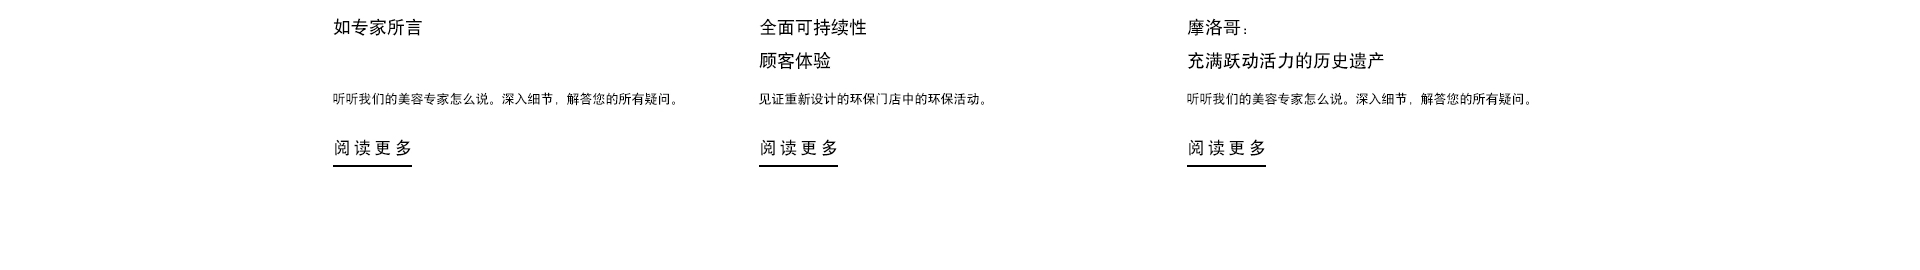 如专家所言
听听我们的美容专家怎么说。深入细节，解答您的所有疑问。
阅读更多
全面可持续性
顾客体验
见证重新设计的环保门店中的环保活动。
阅读更多
摩洛哥：
充满跃动活力的历史遗产
听听我们的美容专家怎么说。深入细节，解答您的所有疑问。
阅读更多